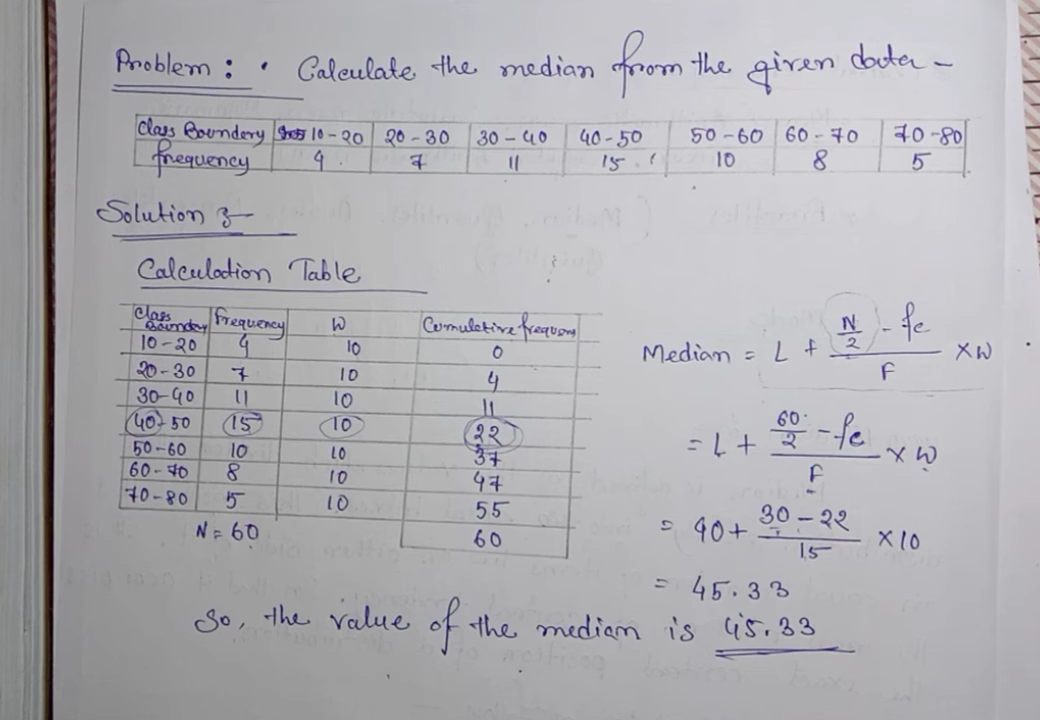 Problem : • Calculate the median from the given data -
Class Boundary 10-20 20-30 30-40 40-50 50-60 60-70 70-80
frequency 4 7 11 15 10 8 5
Solution :-
Calculation Table
Class Boundary frequency W Cumulative frequency
10-20 4 10 0
20-30 7 10 4
30-40 11 10 11
40-50 15 10 22
50-60 10 10 37
60-70 8 10 47
70-80 5 10 55
N = 60 60
Median = L + (N/2 - fc)/F × W
= L + (60/2 - fc)/F × W
= 40 + (30 - 22)/15 × 10
= 45.33
So, the value of the median is 45.33